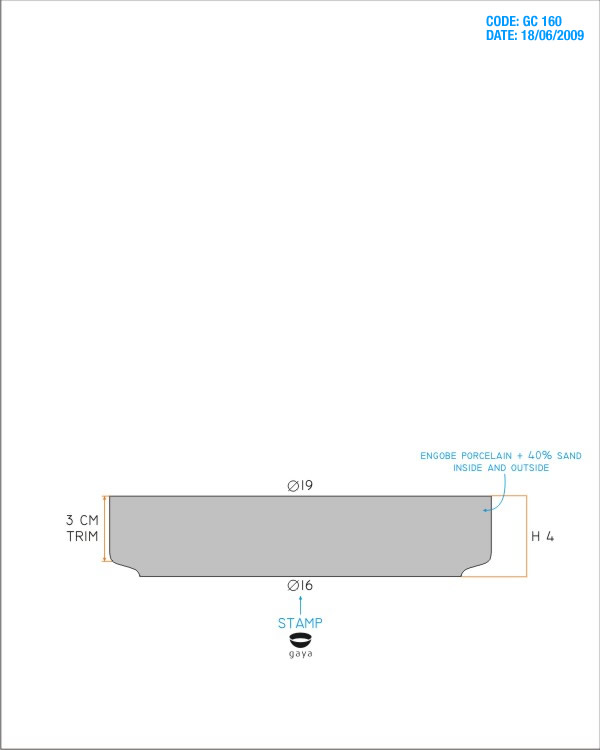 CODE: GC 160
DATE: 18/06/2009
ENGOBE PORCELAIN + 40% SAND
INSIDE AND OUTSIDE
Ø19
3 CM
TRIM
H 4
Ø16
STAMP
gaya